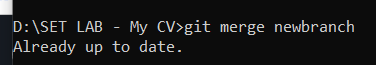 D:\SET LAB - My CV>git merge newbranch
Already up to date.